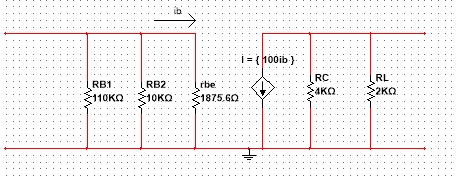 ib
I = { 100ib }
RB1
110KΩ
RB2
10KΩ
rbe
1875.6Ω
RC
4KΩ
RL
2KΩ